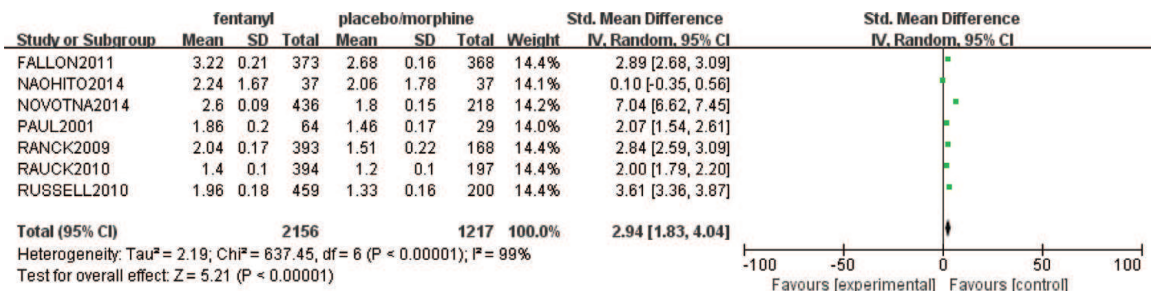 fentanyl placebo/morphine Std. Mean Difference Std. Mean Difference
Study or Subgroup Mean SD Total Mean SD Total Weight IV, Random, 95% CI IV, Random, 95% CI
FALLON2011 3.22 0.21 373 2.68 0.16 368 14.4% 2.89 [2.68, 3.09]
NAOHITO2014 2.24 1.67 37 2.06 1.78 37 14.1% 0.10 [-0.35, 0.56]
NOVOTNA2014 2.6 0.09 436 1.8 0.15 218 14.2% 7.04 [6.62, 7.45]
PAUL2001 1.86 0.2 64 1.46 0.17 29 14.0% 2.07 [1.54, 2.61]
RANCK2009 2.04 0.17 393 1.51 0.22 168 14.4% 2.84 [2.59, 3.09]
RAUCK2010 1.4 0.1 394 1.2 0.1 197 14.4% 2.00 [1.79, 2.20]
RUSSELL2010 1.96 0.18 459 1.33 0.16 200 14.4% 3.61 [3.36, 3.87]
Total (95% CI) 2156 1217 100.0% 2.94 [1.83, 4.04]
Heterogeneity: Tau² = 2.19; Chi² = 637.45, df = 6 (P < 0.00001); I² = 99%
Test for overall effect: Z = 5.21 (P < 0.00001)
-100 -50 0 50 100
Favours [experimental] Favours [control]